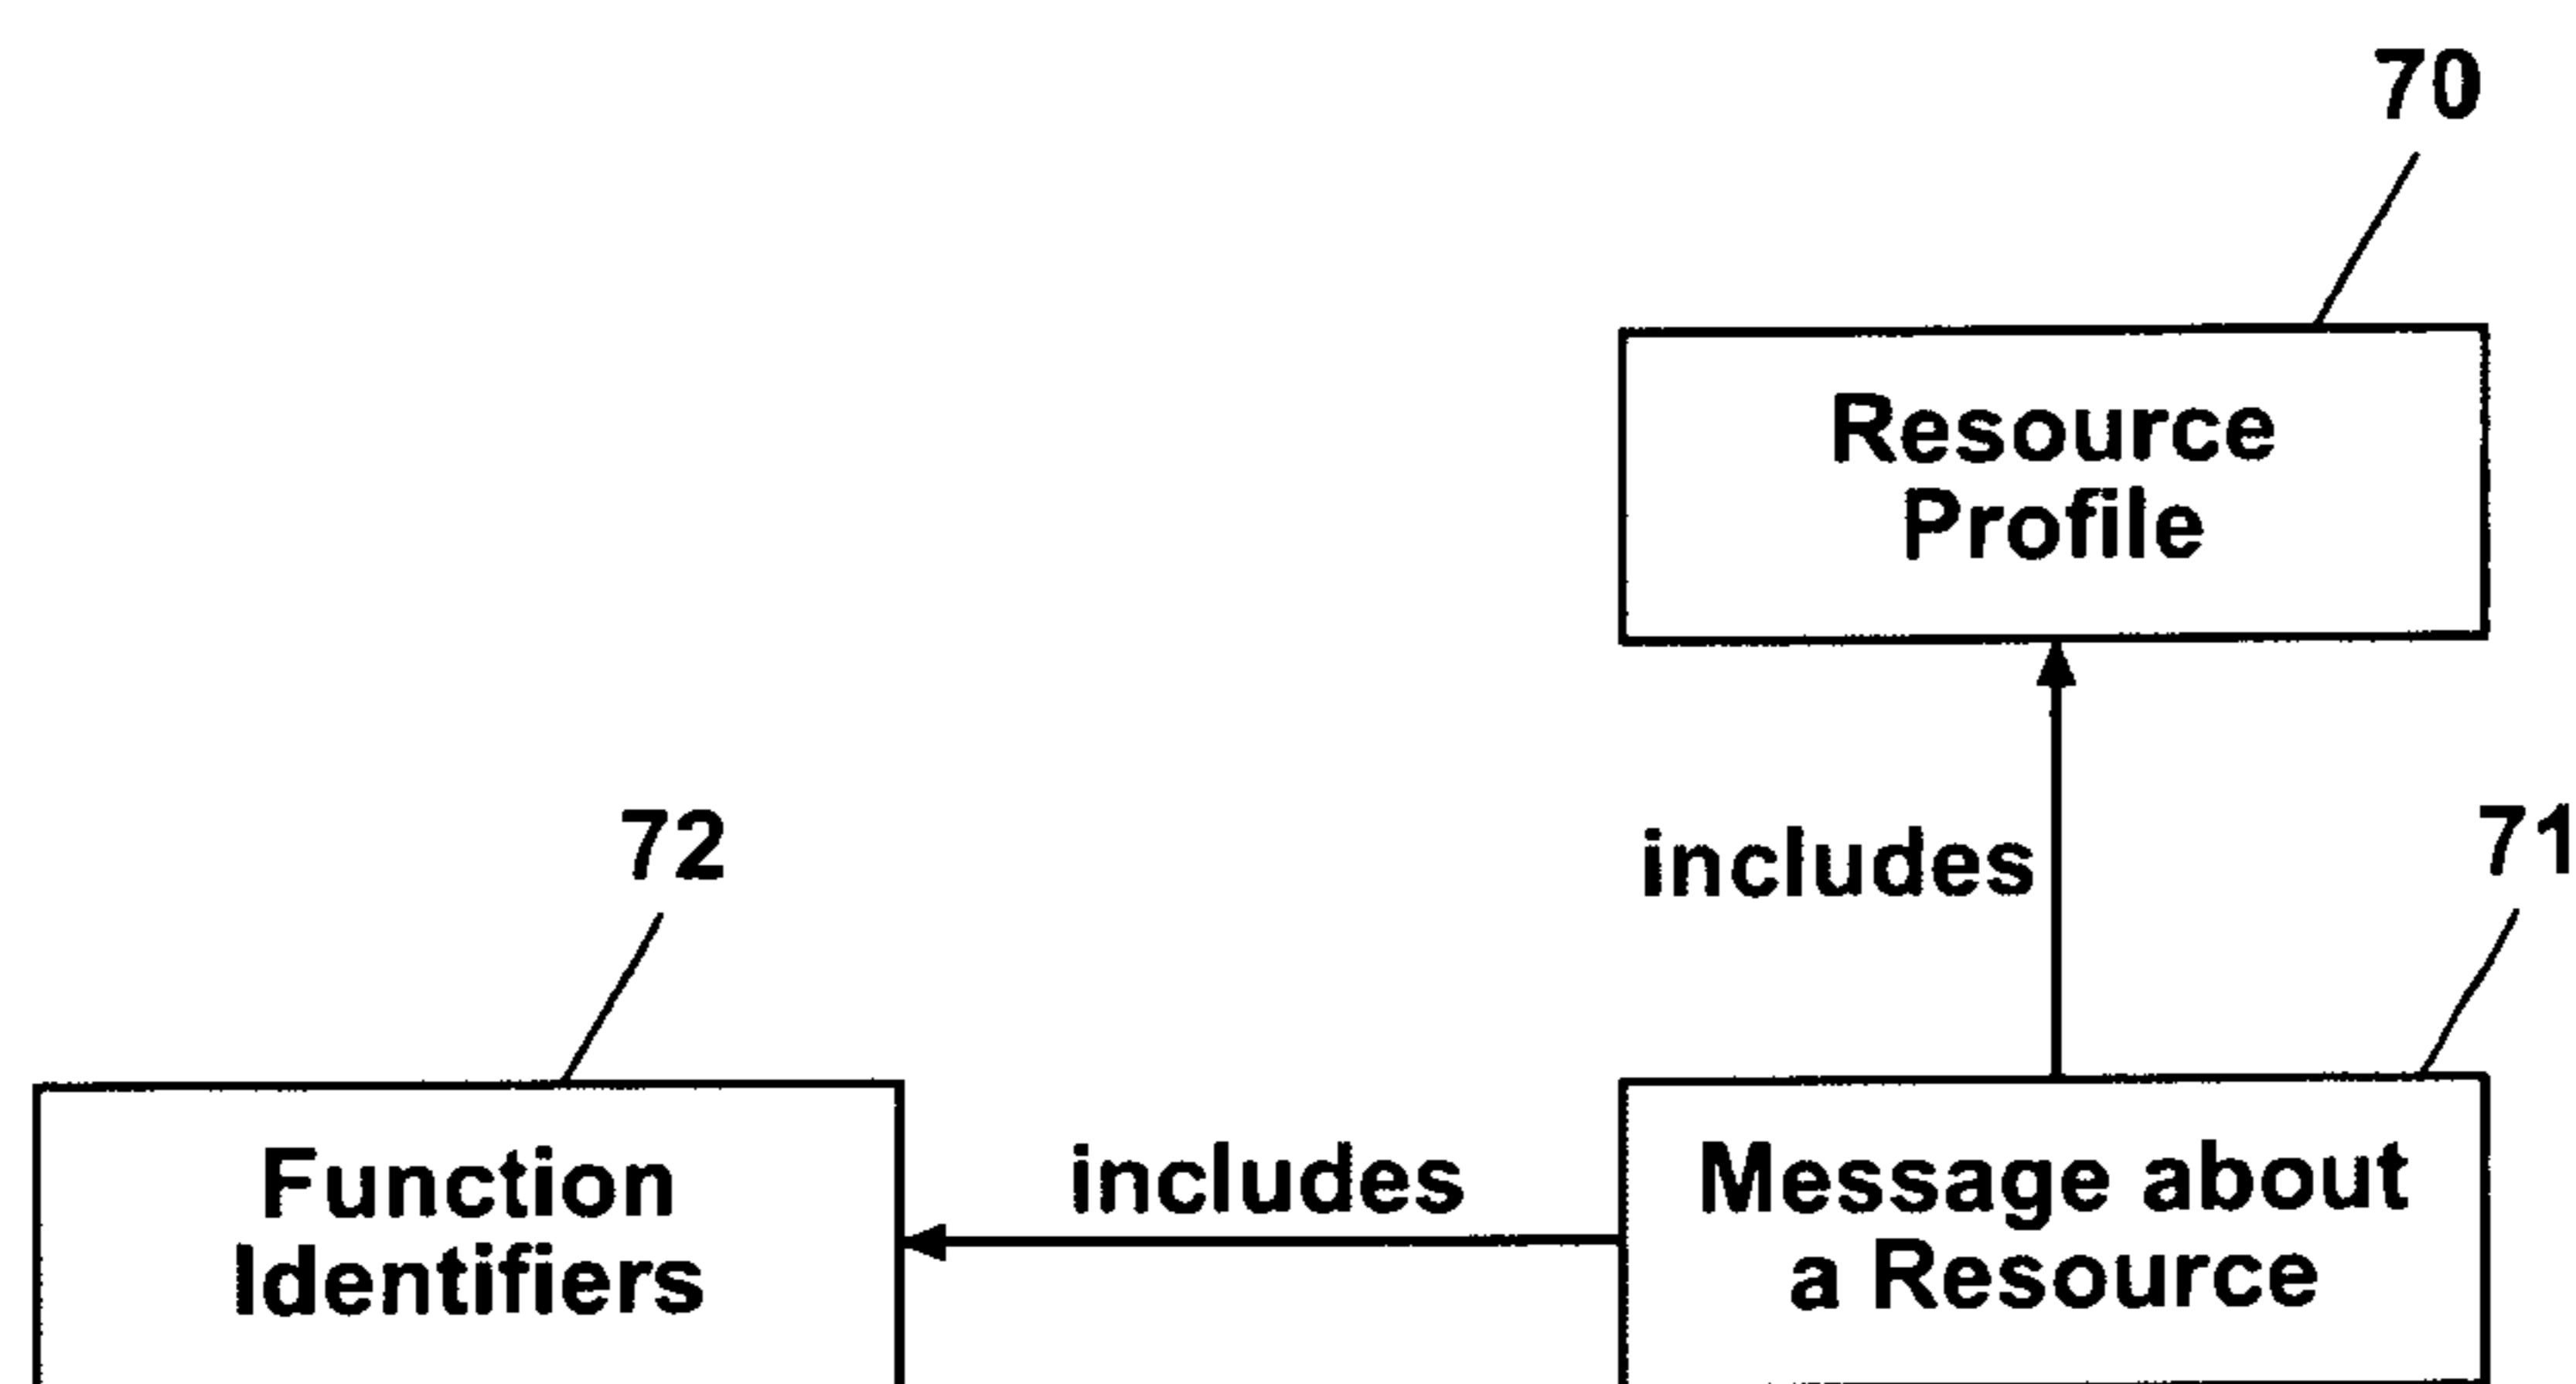 70
Resource
Profile
includes
71
72
Function
Identifiers
includes
Message about
a Resource